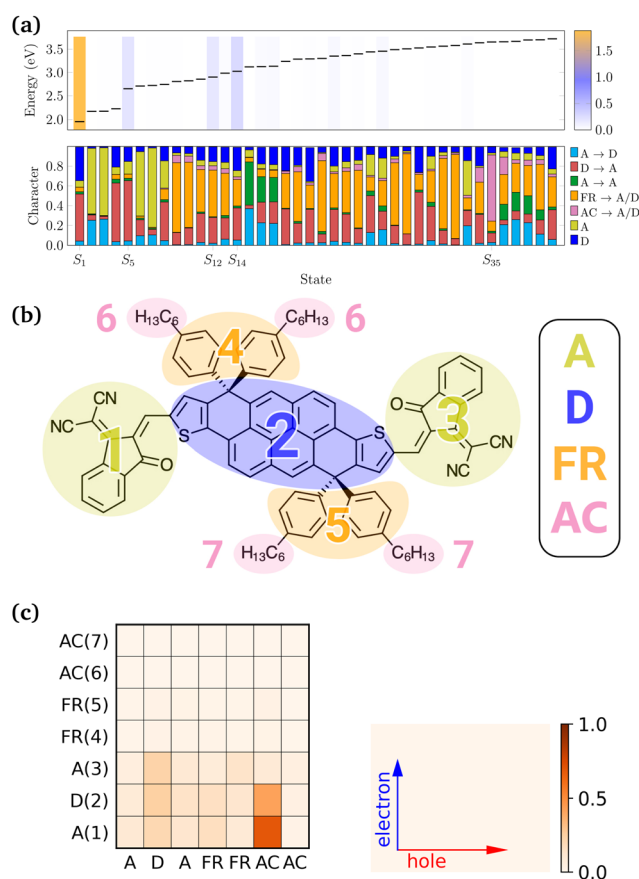 (a)
Energy (eV)
3.5
3.0
2.0
1.5
1.0
0.5
0.0
Character
0.8
0.6
0.4
0.2
0.0
A → D
D → A
A → A
FR → A/D
AC → A/D
A
D
S1 S5 S12 S14 S35
State
(b)
6 H13C6 C6H13 6
4
NC CN
1 S O
2
S O 3
CN
NC
5
7 H13C6 C6H13 7
A
D
FR
AC
(c)
AC(7)
AC(6)
FR(5)
FR(4)
A(3)
D(2)
A(1)
A D A FR FR AC AC
electron
hole
1.0
0.5
0.0